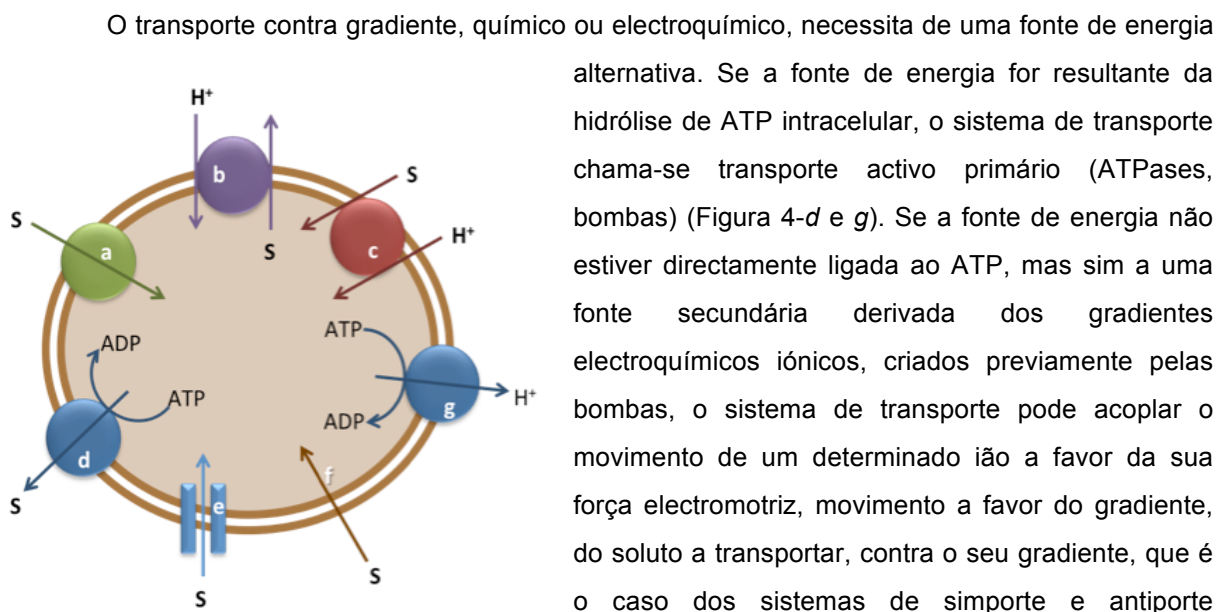 O transporte contra gradiente, químico ou electroquímico, necessita de uma fonte de energia
alternativa. Se a fonte de energia for resultante da
hidrólise de ATP intracelular, o sistema de transporte
chama-se transporte activo primário (ATPases,
bombas) (Figura 4-d e g). Se a fonte de energia não
estiver directamente ligada ao ATP, mas sim a uma
fonte secundária derivada dos gradientes
electroquímicos iónicos, criados previamente pelas
bombas, o sistema de transporte pode acoplar o
movimento de um determinado ião a favor da sua
força electromotriz, movimento a favor do gradiente,
do soluto a transportar, contra o seu gradiente, que é
o caso dos sistemas de simporte e antiporte
H⁺
b
S
S
c
H⁺
S
a
ADP
ATP
d
S
ATP
ADP
g
H⁺
e
S
f
S